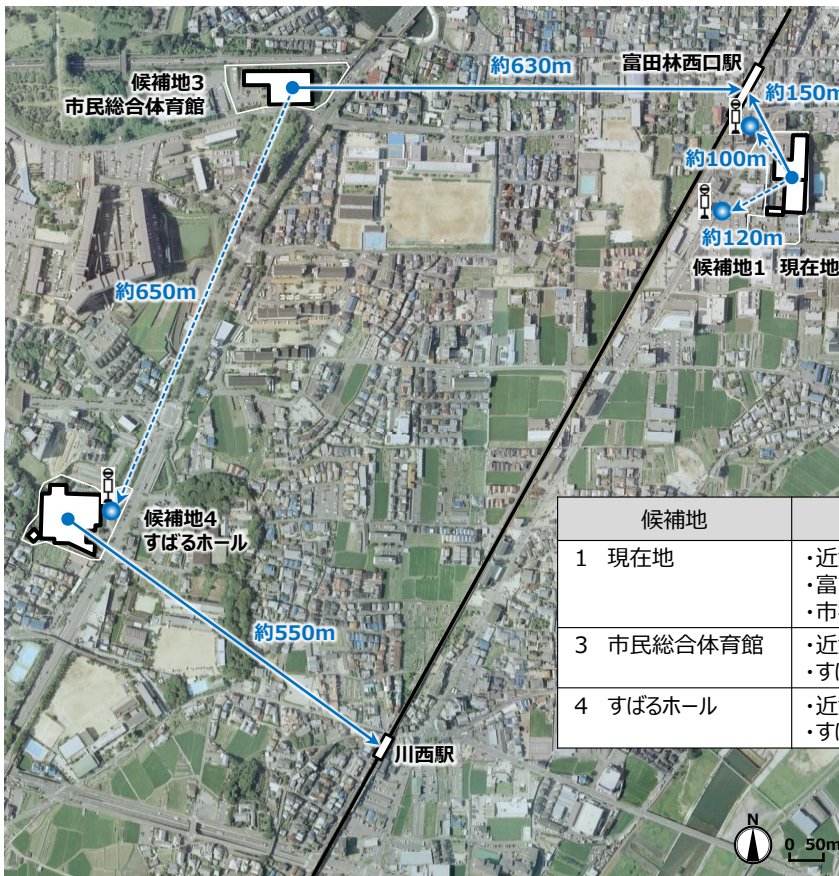 約630m
富田林西口駅
候補地3
市民総合体育館
約150m
約100m
約120m
候補地1 現在地
約650m
候補地4
すばるホール
約550m
川西駅
候補地
1 現在地
・近
・富
・市
3 市民総合体育館
・近
・すば
4 すばるホール
・近
・すば
N
0 50m